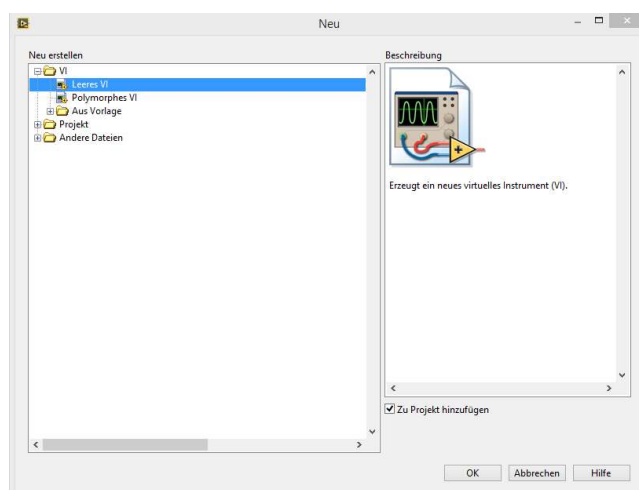 Neu
Neu erstellen
VI
Leeres VI
Polymorphes VI
Aus Vorlage
Projekt
Andere Dateien
Beschreibung
Erzeugt ein neues virtuelles Instrument (VI).
Zu Projekt hinzufügen
OK Abbrechen Hilfe